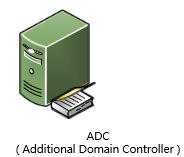 ADC
( Additional Domain Controller )